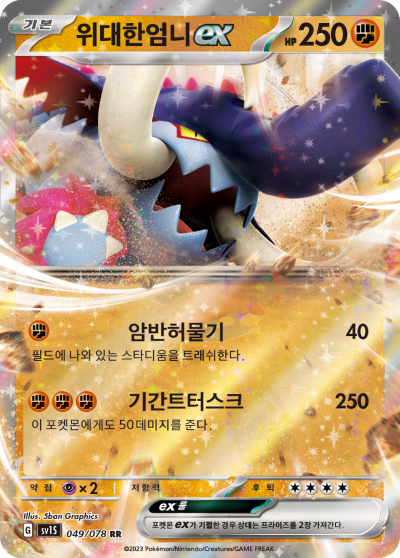 기본 위대한엄니ex HP 250
암반허물기 40
필드에 나와 있는 스타디움을 트래쉬한다.
기간트터스크 250
이 포켓몬에게도 50데미지를 준다.
약점 ×2 저항력 후퇴
Illus. 5ban Graphics
ex 룰
포켓몬 ex가 기절한 경우 상대는 프라이즈를 2장 가져간다.
G sv1S 049/078 RR
©2023 Pokémon/Nintendo/Creatures/GAME FREAK.